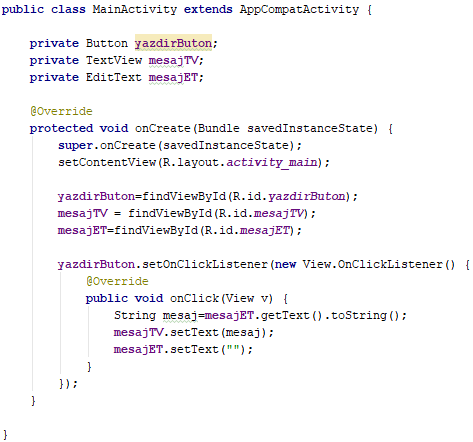 public class MainActivity extends AppCompatActivity {
private Button yazdirButon;
private TextView mesajTV;
private EditText mesajET;
@Override
protected void onCreate(Bundle savedInstanceState) {
super.onCreate(savedInstanceState);
setContentView(R.layout.activity_main);
yazdirButon=findViewById(R.id.yazdirButon);
mesajTV = findViewById(R.id.mesajTV);
mesajET=findViewById(R.id.mesajET);
yazdirButon.setOnClickListener(new View.OnClickListener() {
@Override
public void onClick(View v) {
String mesaj=mesajET.getText().toString();
mesajTV.setText(mesaj);
mesajET.setText("");
}
});
}
}